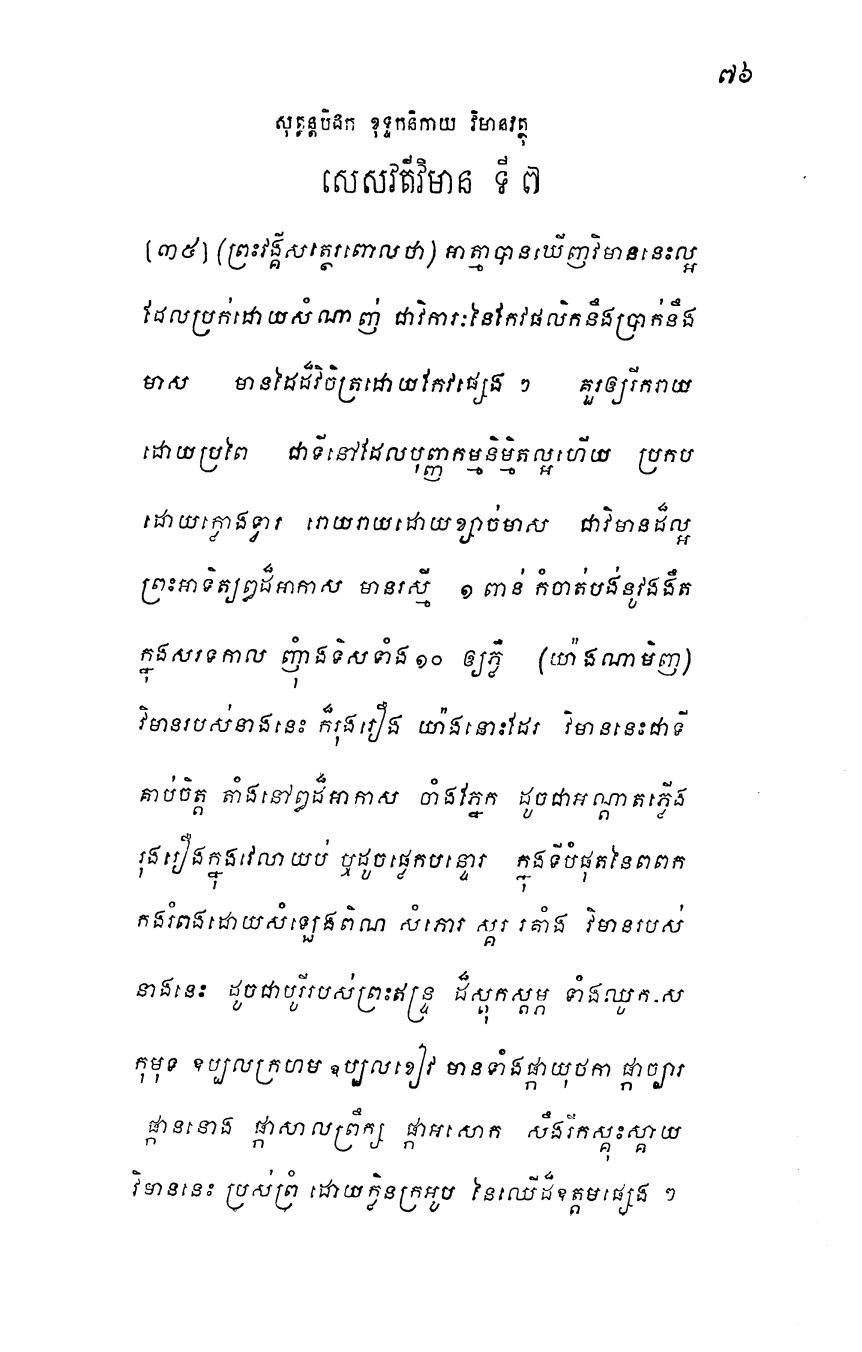 ៧៦
សុត្តន្តបិដក ខុទ្ទកនិកាយ វិមានវត្ថុ
សេសវតីវិមាន ទី ៧
[៣៥] (ព្រះវង្គីសត្ថេរពោលថា) អាត្មាបានឃើញវិមាននេះល្អ
ដែលប្រក់ដោយសំណាញ់ ជាវិការៈនៃកែវផលិកនឹងប្រាក់នឹង
មាស មានដៃដ៏វិចិត្រដោយកែវផ្សេង ៗ គួរឲ្យរីករាយ
ដោយប្រពៃ ជាទីនៅដែលបុញ្ញកម្មនិម្មិតល្អហើយ ប្រកប
ដោយក្លោងទ្វារ រោយរាយដោយខ្សាច់មាស ជាវិមានដ៏ល្អ
ព្រះអាទិត្យឰដ៏អាកាស មានរស្មី ១ ពាន់ កំចាត់បង់នូវងងឹត
ក្នុងសរទកាល ញុំាងទិសទាំង ១០ ឲ្យភ្លឺ (យ៉ាងណាមិញ)
វិមានរបស់នាងនេះ ក៏រុងរឿង យ៉ាងនោះដែរ វិមាននេះជាទី
គាប់ចិត្ត តាំងនៅឰដ៏អាកាស ចាំងភ្នែក ដូចជាអណ្តាតភ្លើង
រុងរឿងក្នុងវេលាយប់ ឬដូចផ្លេកបន្ទោរ ក្នុងទីបំផុតនៃពពក
កងរំពងដោយសំឡេងពិណ សំភោរ ស្គរ រគាំង វិមានរបស់
នាងនេះ ដូចជាបូរីរបស់ព្រះឥន្ទ្រ ដ៏ស្តុកស្តម្ភ ទាំងឈូក.ស
កុមុទ ឧប្បលក្រហម ឧប្បលខៀវ មានទាំងផ្កាយុថកា ផ្កាច្បារ
ផ្កាននោង ផ្កាសាលព្រឹក្ស ផ្កាអសោក សឹងរីកស្គុះស្គាយ
វិមាននេះ ប្រស់ព្រំ ដោយក្លិនក្រអូប នៃឈើដ៏ឧត្តមផ្សេង ៗ